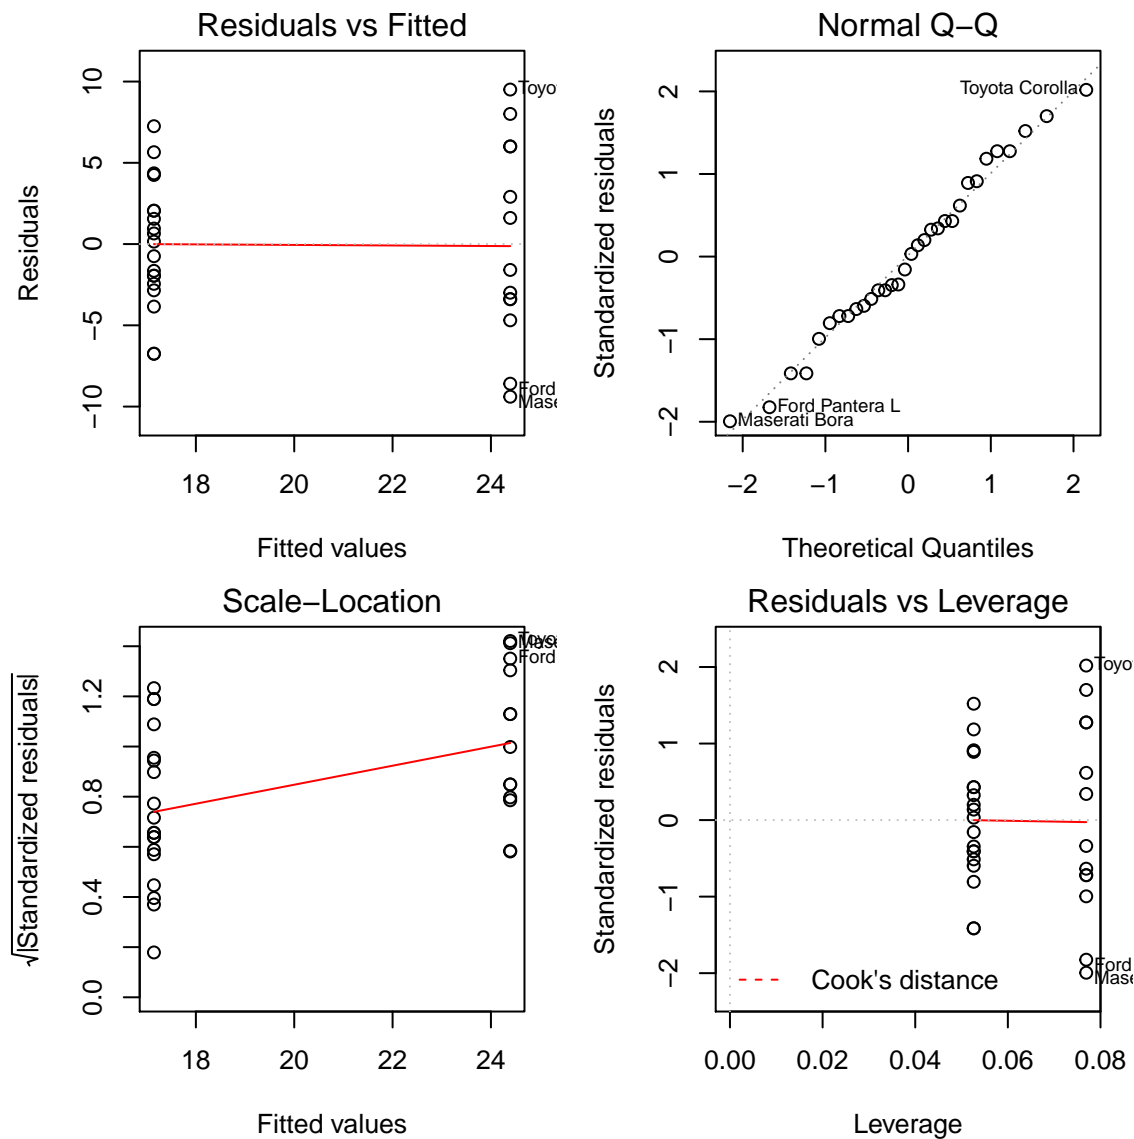 Residuals vs Fitted
10
5
0
−5
−10
Residuals
Toyo
Ford
Mase
18 20 22 24
Fitted values
Normal Q−Q
2
1
0
−1
−2
Standardized residuals
Toyota Corolla
Ford Pantera L
Maserati Bora
−2 −1 0 1 2
Theoretical Quantiles
Scale−Location
1.2
0.8
0.4
0.0
√|Standardized residuals|
Toyo
Mase
Ford
18 20 22 24
Fitted values
Residuals vs Leverage
2
1
0
−1
−2
Standardized residuals
Toyo
Ford
Mase
Cook's distance
0.00 0.02 0.04 0.06 0.08
Leverage